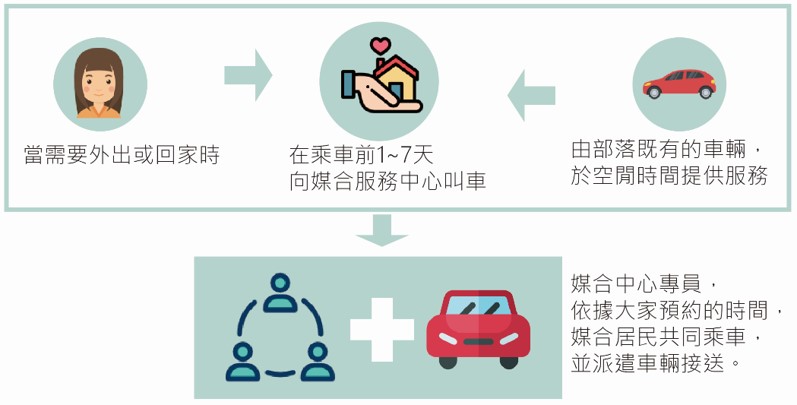 當需要外出或回家時
在乘車前1~7天
向媒合服務中心叫車
由部落既有的車輛，
於空閒時間提供服務
媒合中心專員，
依據大家預約的時間，
媒合居民共同乘車，
並派遣車輛接送。